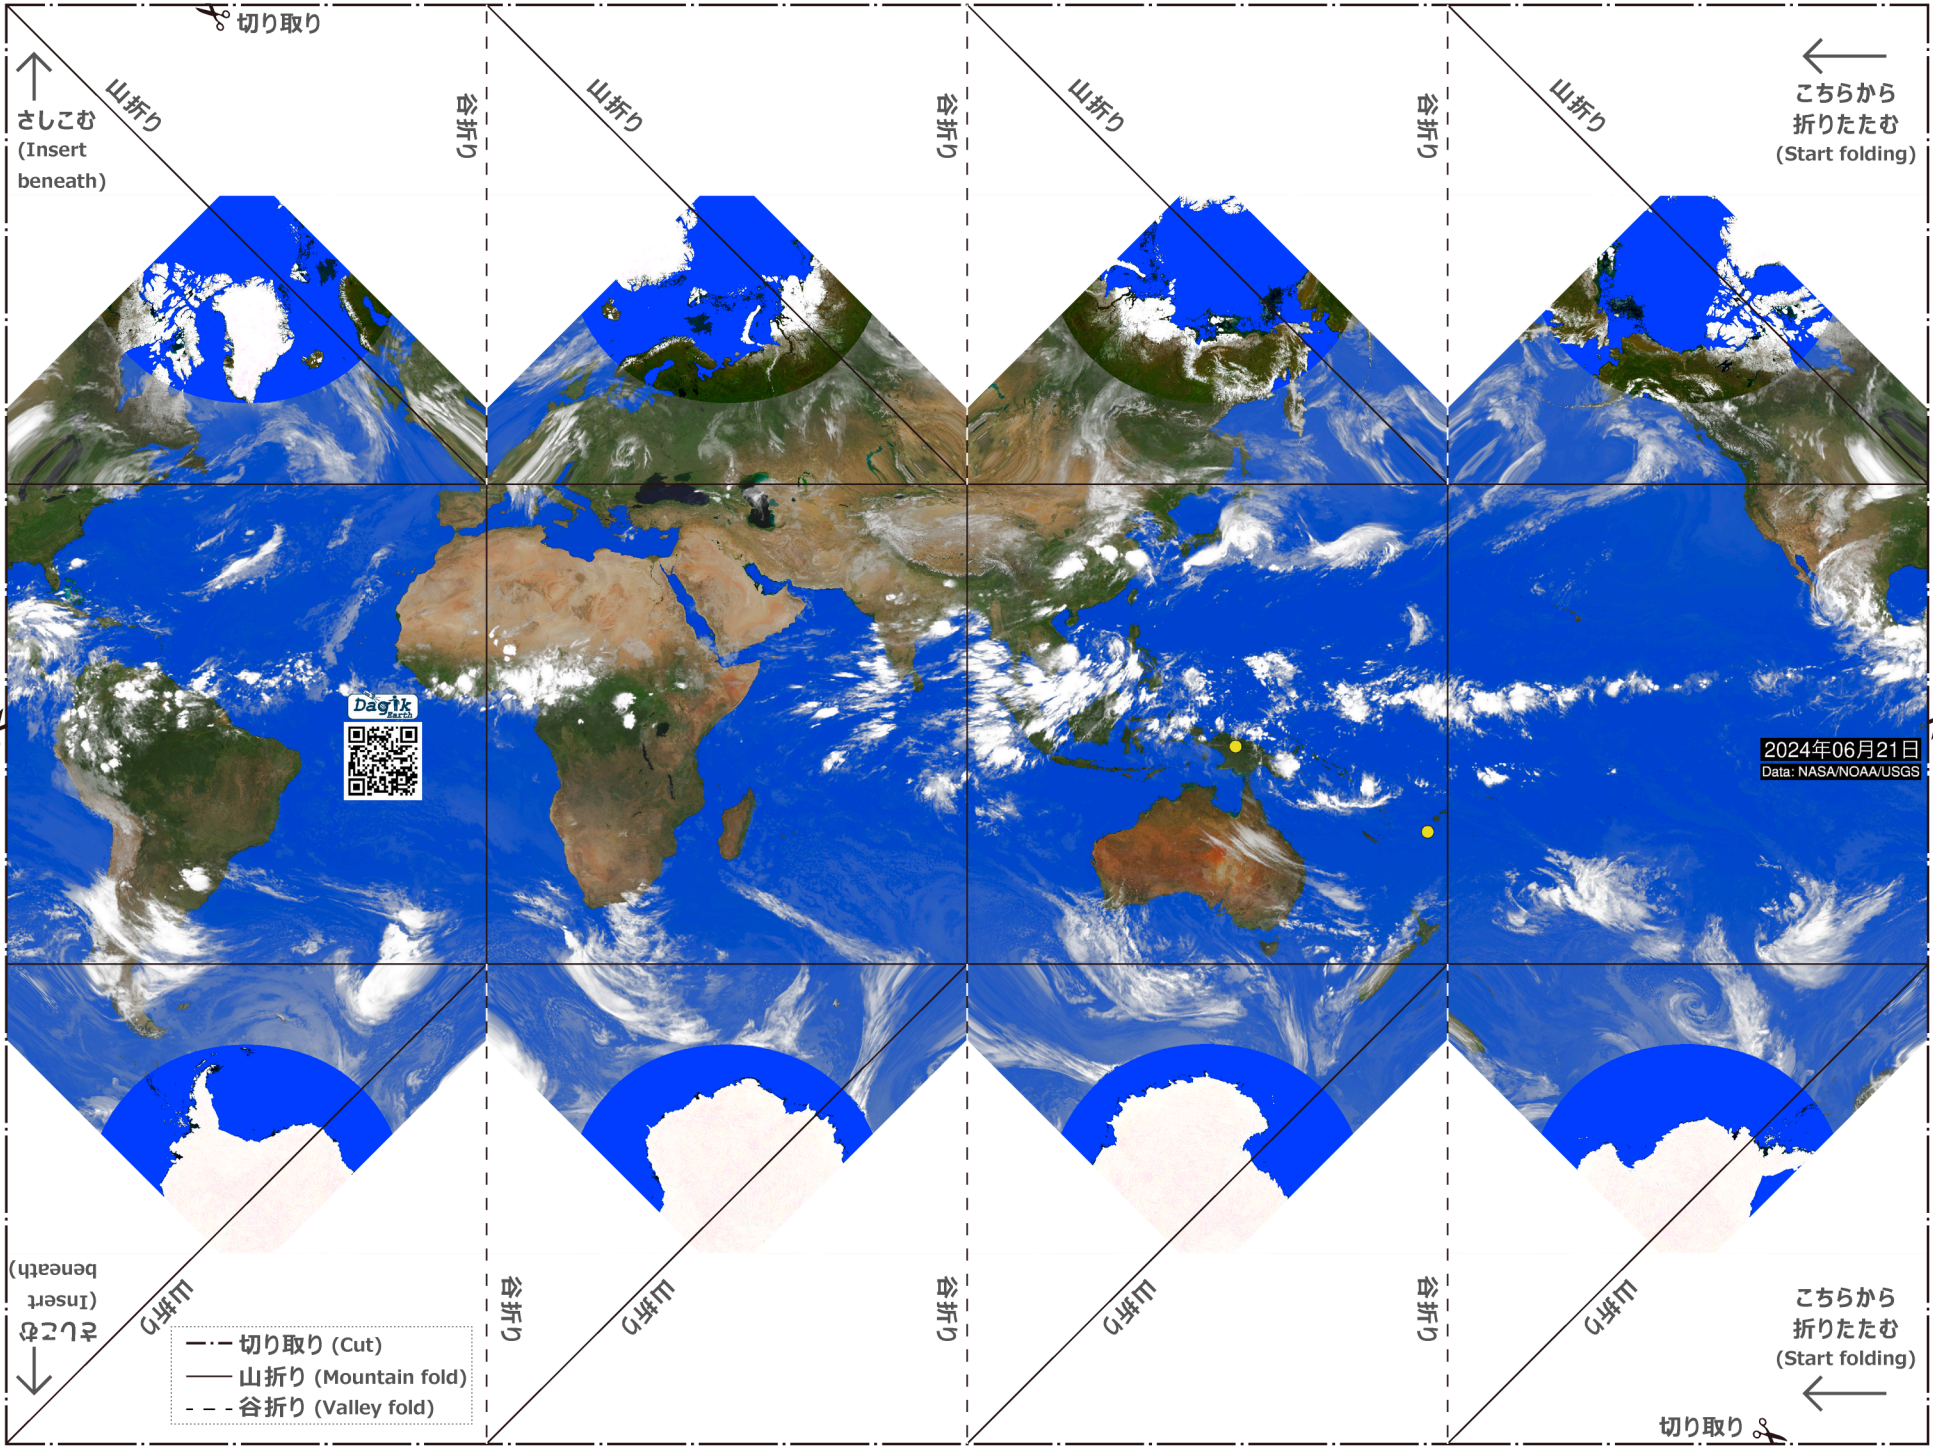 切り取り
山折り
谷折り
山折り
谷折り
山折り
谷折り
山折り
さしこむ
(Insert
beneath)
こちらから
折りたたむ
(Start folding)
Dagik
Earth
2024年06月21日
Data: NASA/NOAA/USGS
さしこむ
(Insert
beneath)
山折り
谷折り
山折り
谷折り
山折り
谷折り
山折り
切り取り (Cut)
山折り (Mountain fold)
谷折り (Valley fold)
こちらから
折りたたむ
(Start folding)
切り取り